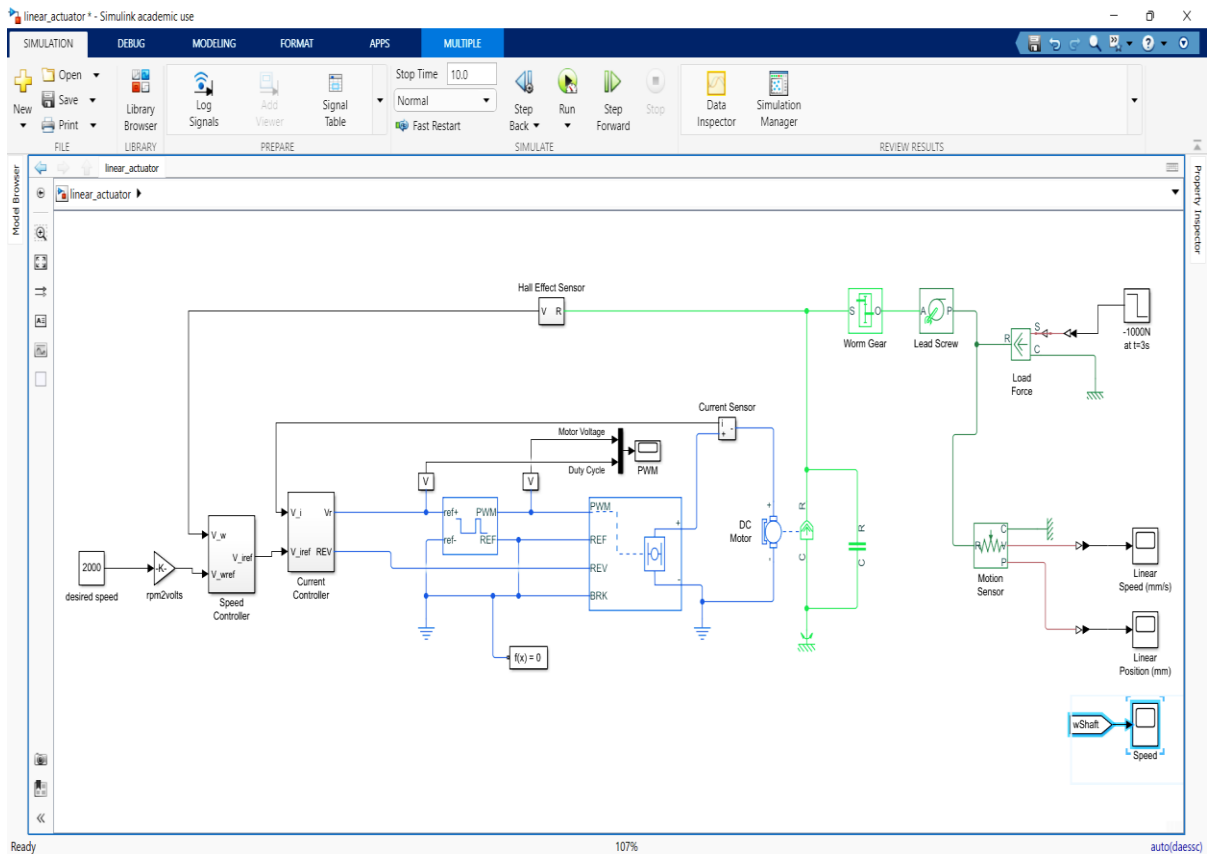 linear_actuator * - Simulink academic use
SIMULATION DEBUG MODELING FORMAT APPS MULTIPLE
New
Open
Save
Print
FILE
Library Browser
LIBRARY
Log Signals
Add Viewer
Signal Table
PREPARE
Stop Time 10.0
Normal
Fast Restart
Step Back
Run
Step Forward
Stop
SIMULATE
Data Inspector
Simulation Manager
REVIEW RESULTS
Model Browser
Property Inspector
linear_actuator
linear_actuator
Hall Effect Sensor
V R
S O
Worm Gear
A P
Lead Screw
-1000N
at t=3s
S
R
C
Load
Force
Current Sensor
i
+ -
Motor Voltage
Duty Cycle
PWM
V
V
V_w
V_wref
V_iref
Speed
Controller
2000
desired speed
-K-
rpm2volts
V_i
V_iref
Vr
REV
Current
Controller
ref+
ref-
PWM
REF
PWM
REF
REV
BRK
+
-
f(x) = 0
DC
Motor
+
-
R
C
R
C
C
R V
P
Motion
Sensor
Linear
Speed (mm/s)
Linear
Position (mm)
wShaft
Speed
Ready
107%
auto(daessc)